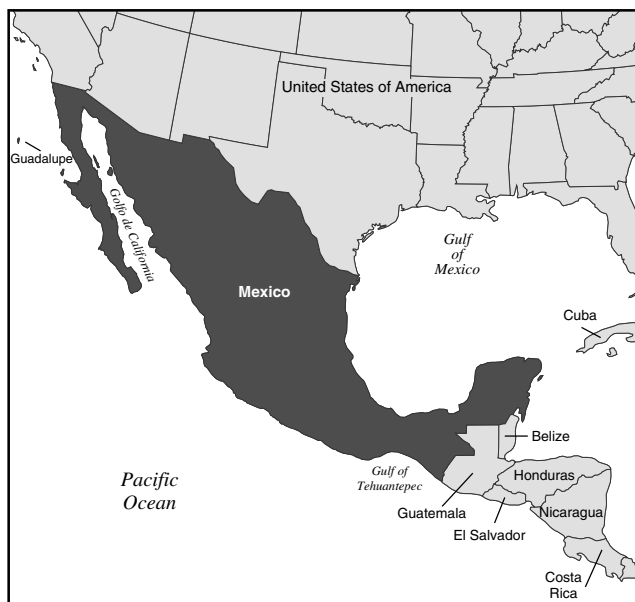 United States of America
Guadalupe
Golfo de California
Gulf
of
Mexico
Mexico
Cuba
Belize
Pacific
Ocean
Gulf of
Tehuantepec
Honduras
Guatemala
Nicaragua
El Salvador
Costa
Rica